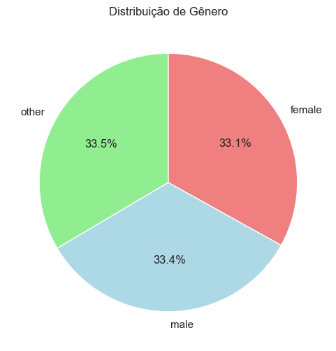 Distribuição de Gênero
other
female
33.5%
33.1%
33.4%
male